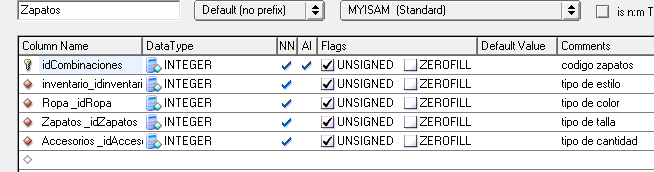 Zapatos Default (no prefix) MYISAM (Standard) is n:m T
Column Name DataType NN AI Flags Default Value Comments
idCombinaciones INTEGER UNSIGNED ZEROFILL codigo zapatos
inventario_idinventari INTEGER UNSIGNED ZEROFILL tipo de estilo
Ropa _idRopa INTEGER UNSIGNED ZEROFILL tipo de color
Zapatos _idZapatos INTEGER UNSIGNED ZEROFILL tipo de talla
Accesorios _idAcces INTEGER UNSIGNED ZEROFILL tipo de cantidad